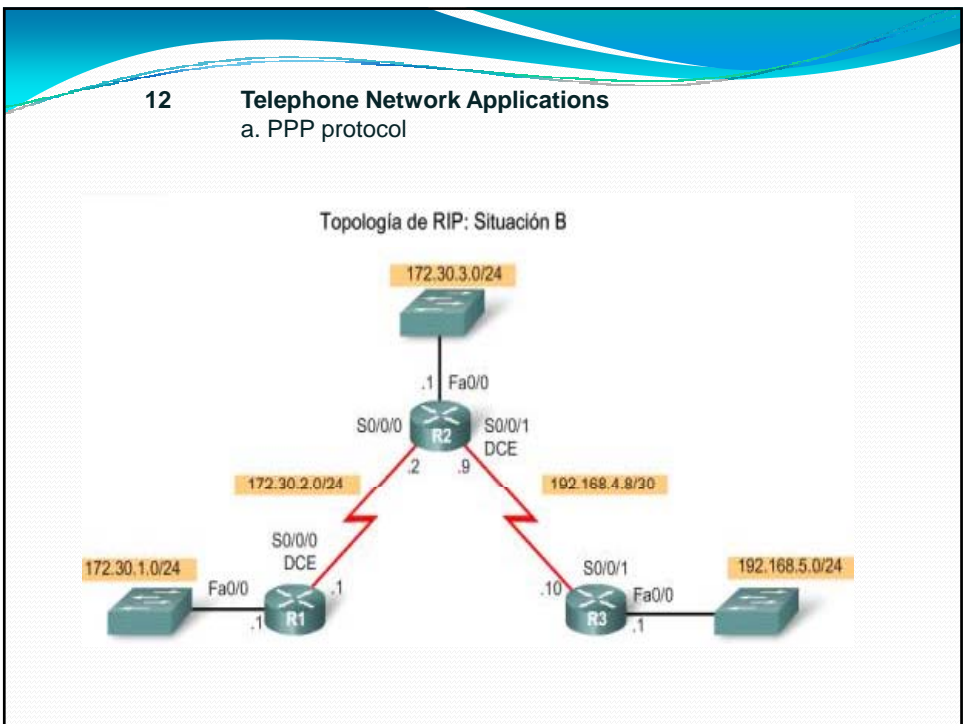 12 Telephone Network Applications
a. PPP protocol
Topología de RIP: Situación B
172.30.3.0/24
.1 Fa0/0
S0/0/0 R2 S0/0/1
DCE
.2 .9
172.30.2.0/24 192.168.4.8/30
S0/0/0
DCE
172.30.1.0/24 S0/0/1 192.168.5.0/24
Fa0/0 .1 .10 Fa0/0
.1 R1 R3 .1